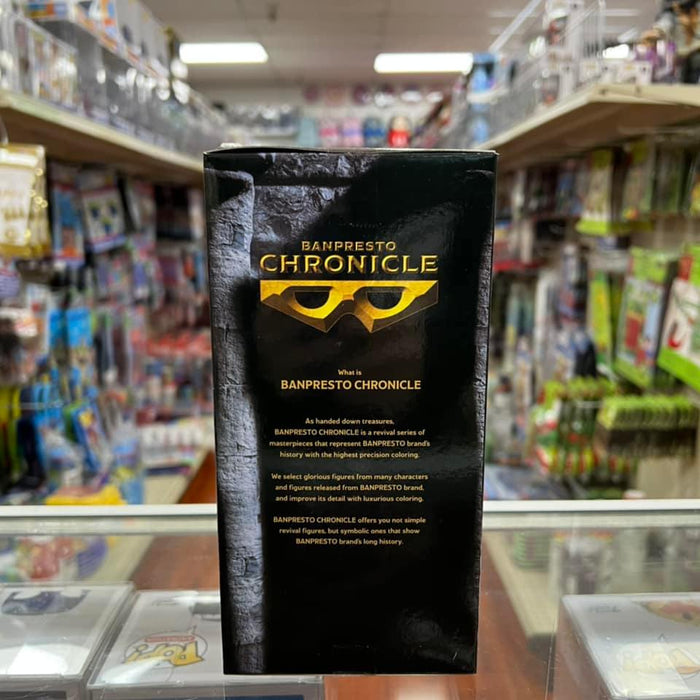 BANPRESTO
CHRONICLE
What is
BANPRESTO CHRONICLE
As handed down treasures,
BANPRESTO CHRONICLE is a revival series of
masterpieces that represent BANPRESTO brand's
history with the highest precision coloring.
We select glorious figures from many characters
and figures released from BANPRESTO brand,
and improve its detail with luxurious coloring.
BANPRESTO CHRONICLE offers you not simple
revival figures, but symbolic ones that show
BANPRESTO brand's long history.
POP!